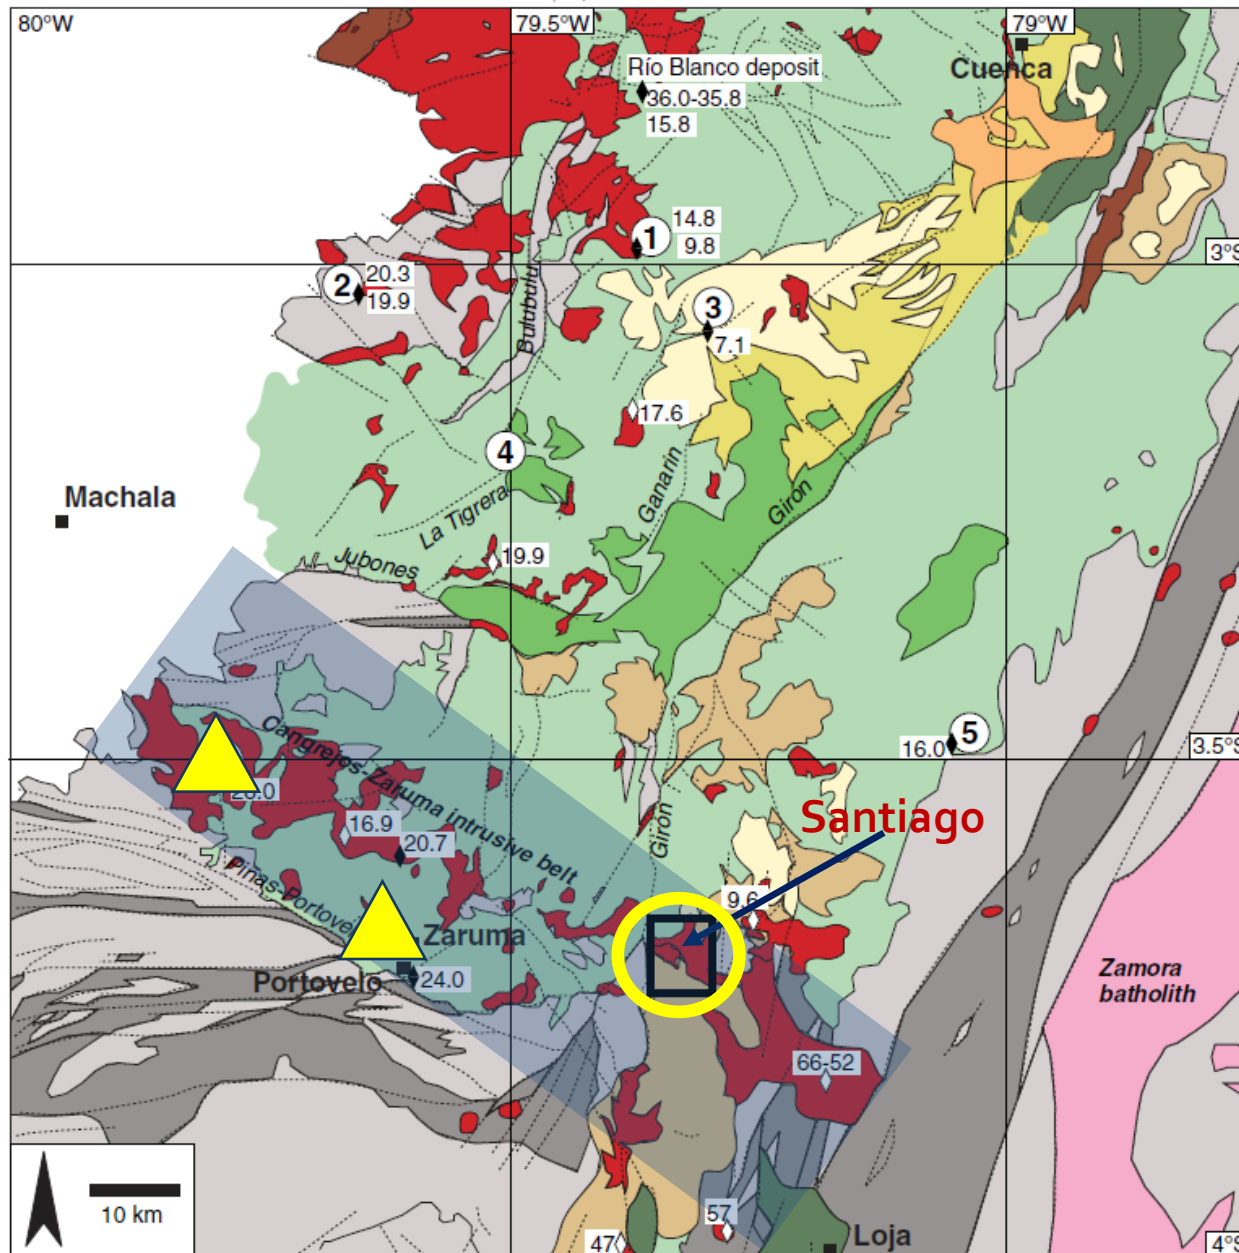 80°W
79.5°W
79°W
Cuenca
Río Blanco deposit
36.0-35.8
15.8
1
14.8
9.8
3°S
2
20.3
19.9
Bulubulu
3
7.1
17.6
4
Machala
La Tigrera
Ganarin
Girón
Jubones
19.9
5
16.0
3.5°S
Cangrejos-Zaruma intrusive belt
26.0
16.9
20.7
Girón
Santiago
Piñas-Portovelo
9.6
Zaruma
Portovelo
24.0
Zamora
batholith
66-52
10 km
57
47
Loja
4°S